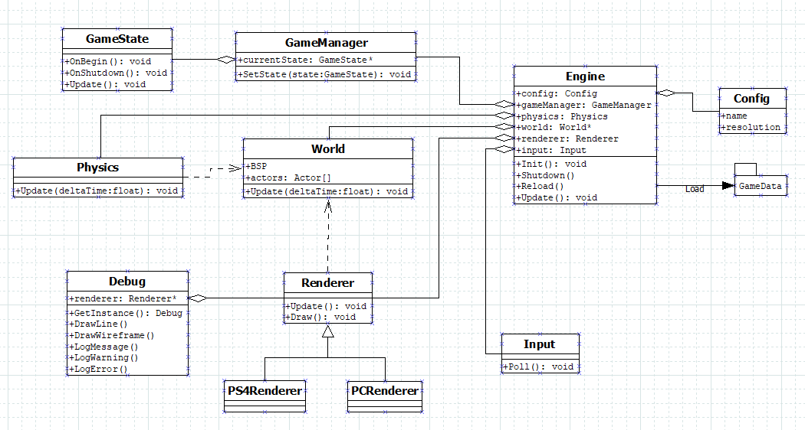 GameState
+OnBegin(): void
+OnShutdown(): void
+Update(): void
GameManager
+currentState: GameState*
+SetState(state:GameState): void
Engine
+config: Config
+gameManager: GameManager
+physics: Physics
+world: World*
+renderer: Renderer
+input: Input
+Init(): void
+Shutdown()
+Reload()
+Update(): void
Config
+name
+resolution
Load
GameData
Physics
+Update(deltaTime:float): void
World
+BSP
+actors: Actor[]
+Update(deltaTime:float): void
Debug
+renderer: Renderer*
+GetInstance(): Debug
+DrawLine()
+DrawWireframe()
+LogMessage()
+LogWarning()
+LogError()
Renderer
+Update(): void
+Draw(): void
Input
+Poll(): void
PS4Renderer
PCRenderer